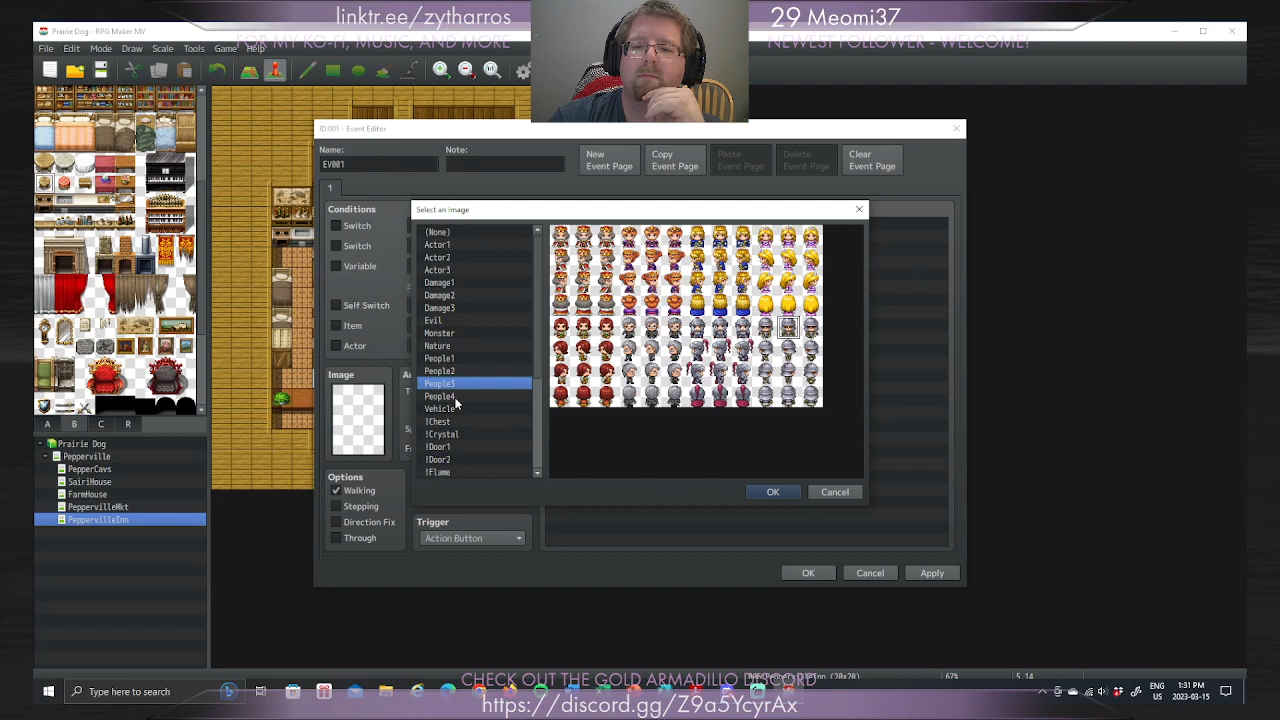 linktr.ee/zytharros
FOR MY KO-FI, MUSIC, AND MORE
29 Meomi37
NEWEST FOLLOWER - WELCOME!
Prairie Dog - RPG Maker MV
File Edit Mode Draw Scale Tools Game Help
ID:001 - Event Editor
Name:
Note:
EV001
New Event Page
Copy Event Page
Paste Event Page
Delete Event Page
Clear Event Page
1
Conditions
Switch
Switch
Variable
Self Switch
Item
Actor
Image
Options
Walking
Stepping
Direction Fix
Through
Trigger
Action Button
Select an Image
(None)
Actor1
Actor2
Actor3
Damage1
Damage2
Damage3
Evil
Monster
Nature
People1
People2
People3
People4
Vehicle
!Chest
!Crystal
!Door1
!Door2
!Flame
OK
Cancel
OK
Cancel
Apply
A B C R
Prairie Dog
Pepperville
PepperCavs
SairiHouse
FarmHouse
PeppervilleMkt
PeppervilleInn
67%
5,14
CHECK OUT THE GOLD ARMADILLO DISCORD
https://discord.gg/Z9a5YcyrAx
Type here to search
ENG
US
1:31 PM
2023-03-15